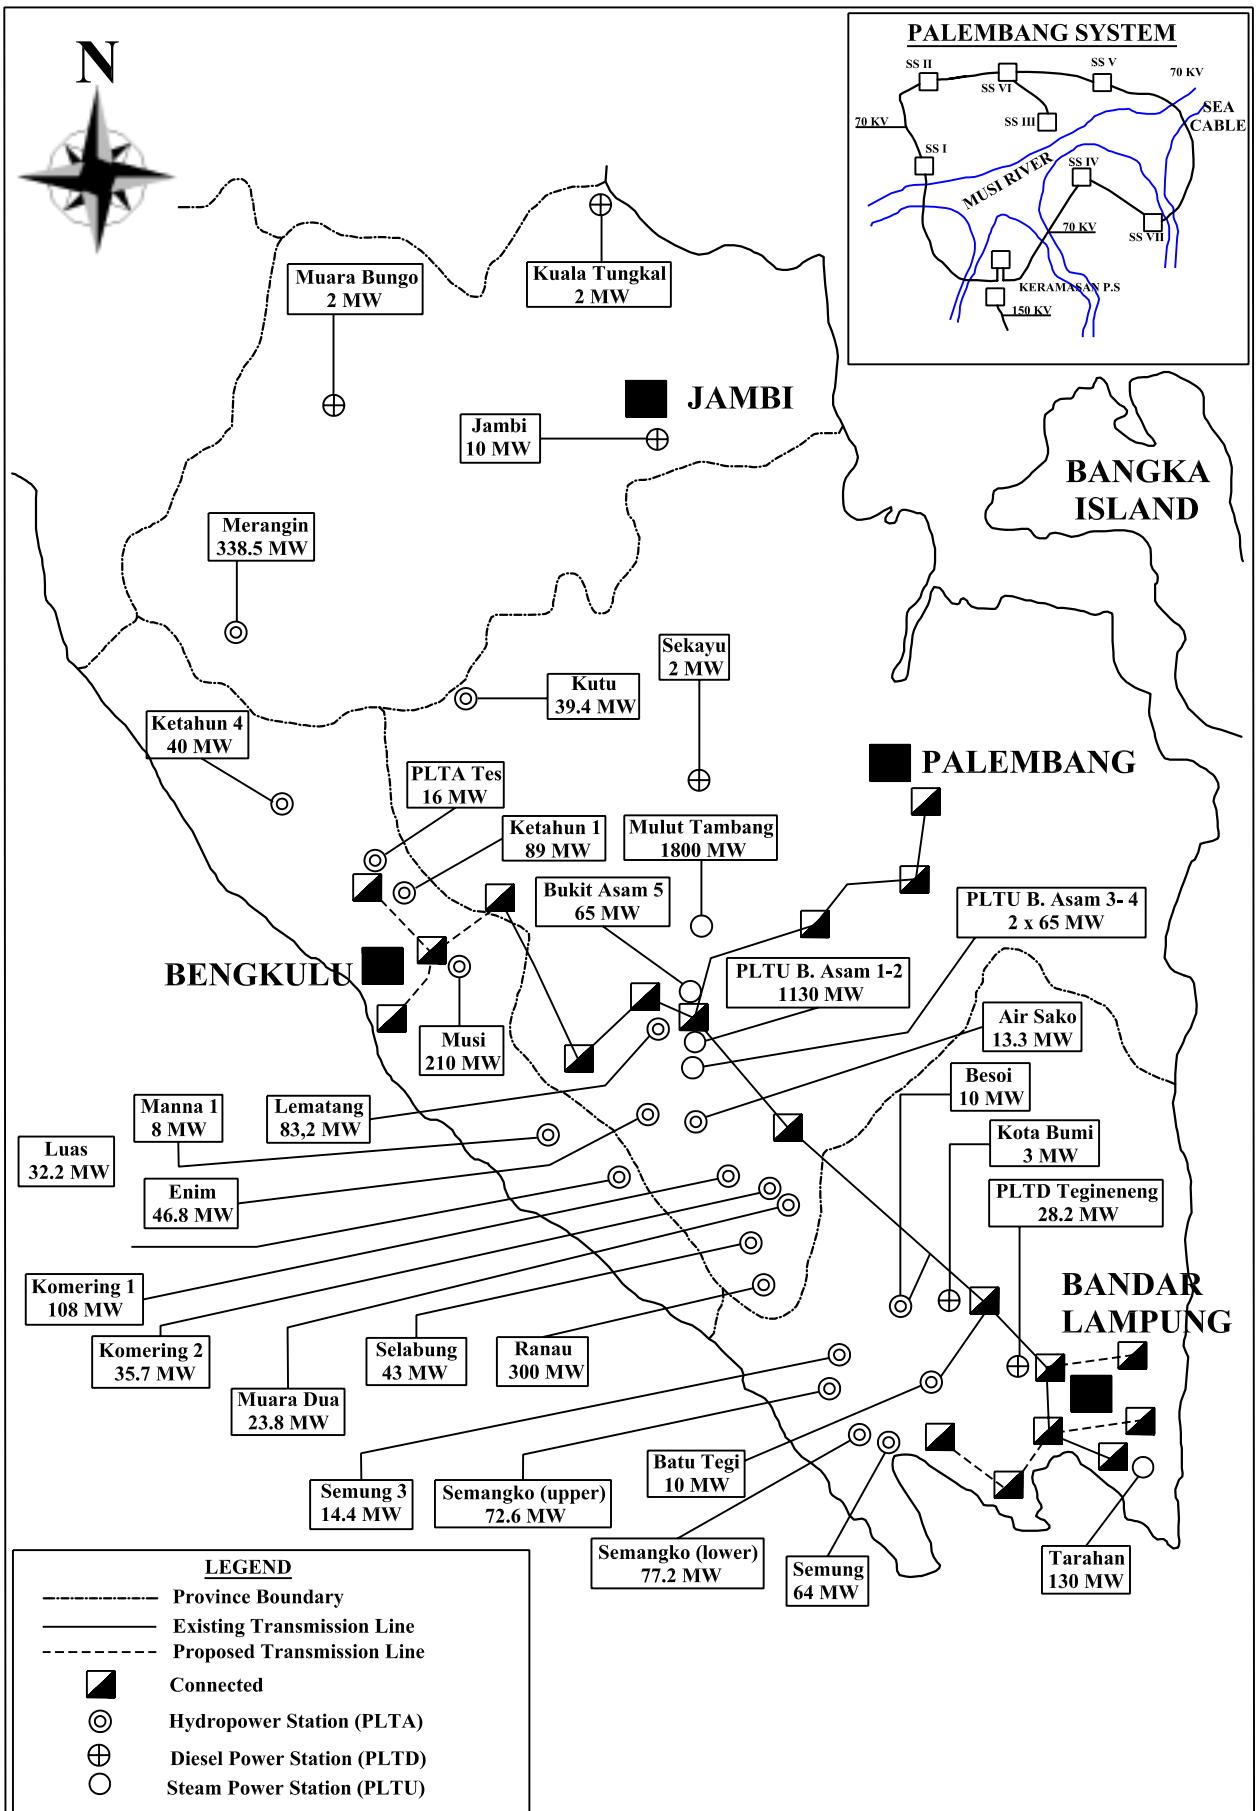 N
PALEMBANG SYSTEM
SS II
SS VI
SS V
70 KV
SEA
CABLE
70 KV
SS III
SS I
MUSI RIVER
SS IV
SS VII
70 KV
KERAMASAN P.S
150 KV
Muara Bungo
2 MW
Kuala Tungkal
2 MW
JAMBI
Jambi
10 MW
BANGKA
ISLAND
Merangin
338.5 MW
Sekayu
2 MW
Kutu
39.4 MW
Ketahun 4
40 MW
PALEMBANG
PLTA Tes
16 MW
Ketahun 1
89 MW
Mulut Tambang
1800 MW
Bukit Asam 5
65 MW
PLTU B. Asam 3- 4
2 x 65 MW
BENGKULU
PLTU B. Asam 1-2
1130 MW
Air Sako
13.3 MW
Musi
210 MW
Besoi
10 MW
Manna 1
8 MW
Lematang
83,2 MW
Kota Bumi
3 MW
Luas
32.2 MW
Enim
46.8 MW
PLTD Tegineneng
28.2 MW
Komering 1
108 MW
BANDAR
LAMPUNG
Komering 2
35.7 MW
Selabung
43 MW
Ranau
300 MW
Muara Dua
23.8 MW
Batu Tegi
10 MW
Semung 3
14.4 MW
Semangko (upper)
72.6 MW
Semangko (lower)
77.2 MW
Semung
64 MW
Tarahan
130 MW
LEGEND
Province Boundary
Existing Transmission Line
Proposed Transmission Line
Connected
Hydropower Station (PLTA)
Diesel Power Station (PLTD)
Steam Power Station (PLTU)